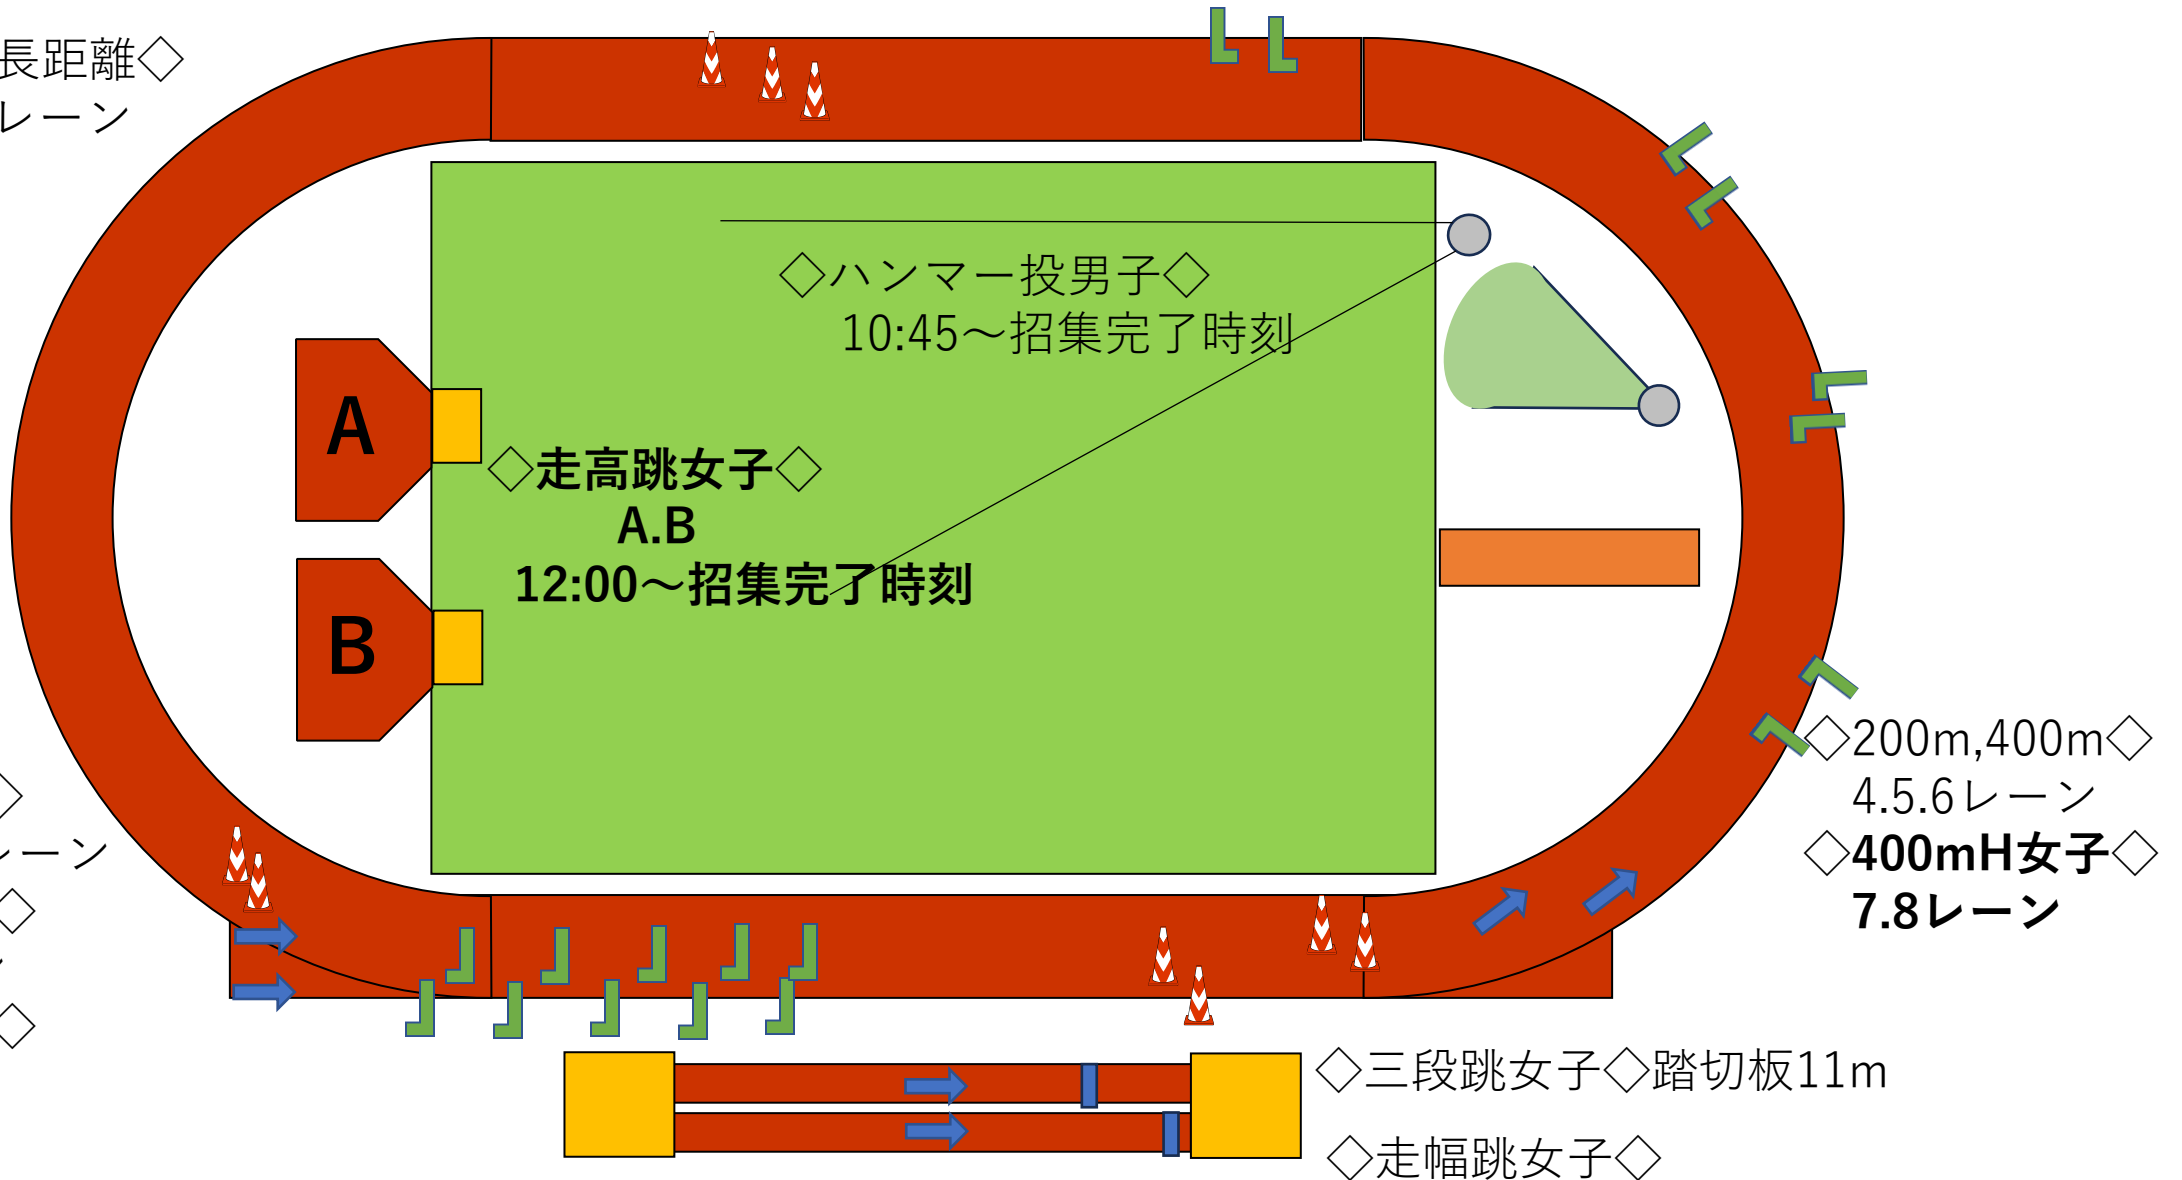 長距離◇
レーン
◇ハンマー投男子◇
10:45～招集完了時刻
A
◇走高跳女子◇
A.B
12:00～招集完了時刻
B
◇200m,400m◇
4.5.6レーン
◇400mH女子◇
7.8レーン
◇
レーン
◇
◇
◇三段跳女子◇踏切板11m
◇走幅跳女子◇